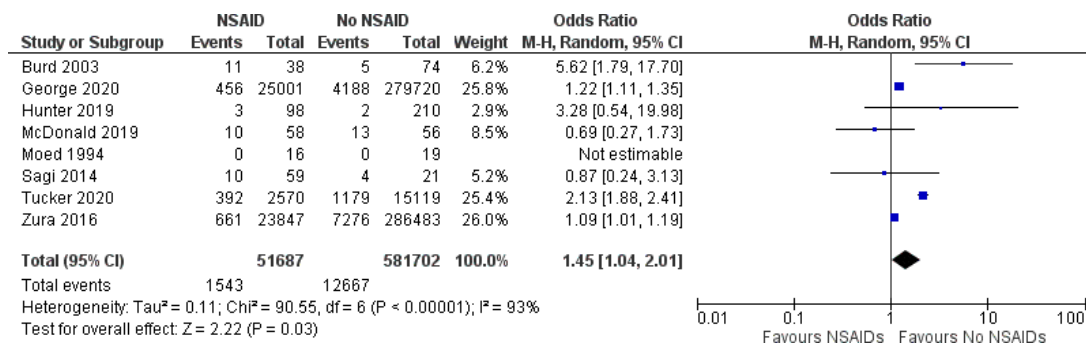 NSAID No NSAID Odds Ratio Odds Ratio
Study or Subgroup Events Total Events Total Weight M-H, Random, 95% CI M-H, Random, 95% CI
Burd 2003 11 38 5 74 6.2% 5.62 [1.79, 17.70]
George 2020 456 25001 4188 279720 25.8% 1.22 [1.11, 1.35]
Hunter 2019 3 98 2 210 2.9% 3.28 [0.54, 19.98]
McDonald 2019 10 58 13 56 8.5% 0.69 [0.27, 1.73]
Moed 1994 0 16 0 19 Not estimable
Sagi 2014 10 59 4 21 5.2% 0.87 [0.24, 3.13]
Tucker 2020 392 2570 1179 15119 25.4% 2.13 [1.88, 2.41]
Zura 2016 661 23847 7276 286483 26.0% 1.09 [1.01, 1.19]
Total (95% CI) 51687 581702 100.0% 1.45 [1.04, 2.01]
Total events 1543 12667
Heterogeneity: Tau² = 0.11; Chi² = 90.55, df = 6 (P < 0.00001); I² = 93%
Test for overall effect: Z = 2.22 (P = 0.03)
0.01 0.1 1 10 100
Favours NSAIDs Favours No NSAIDs